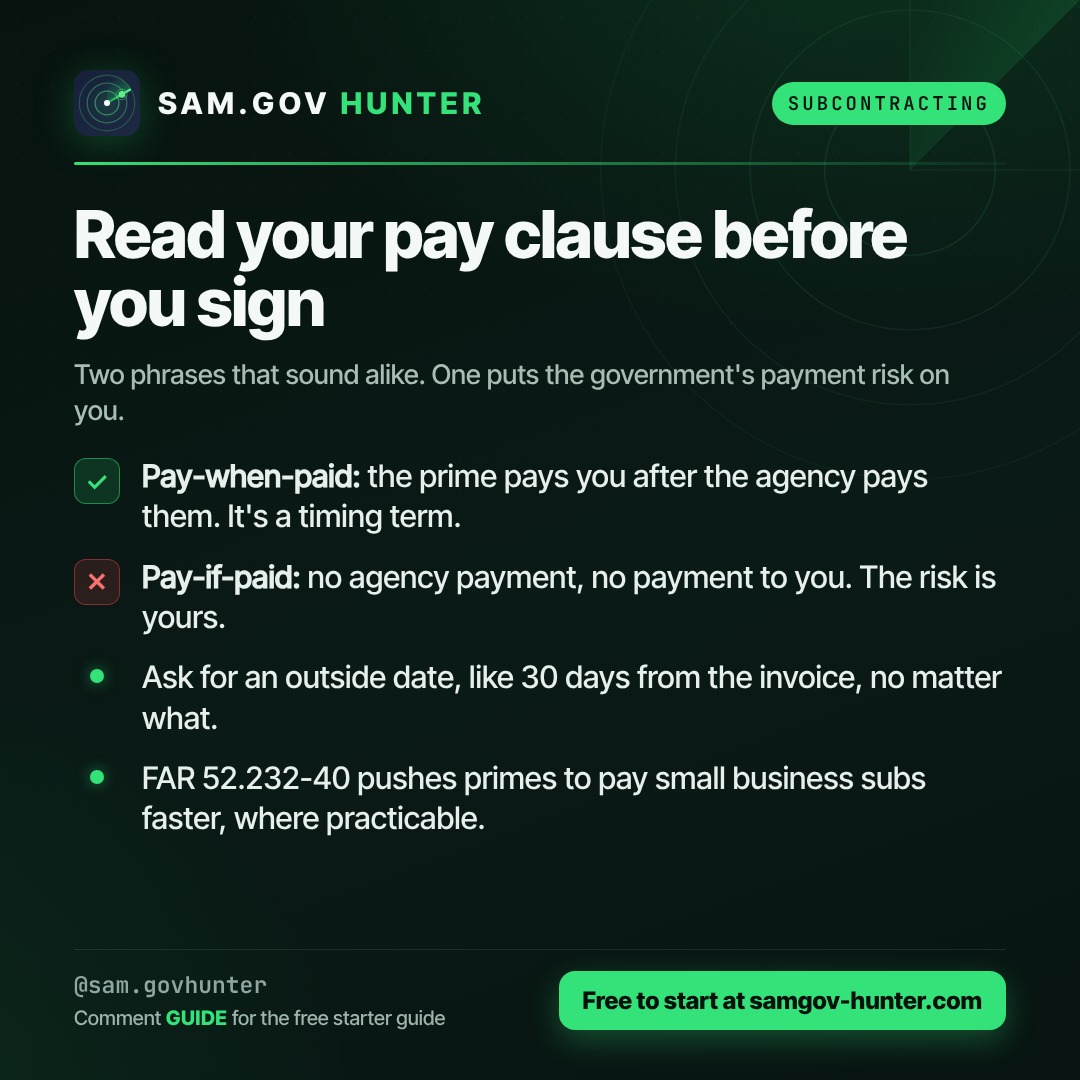 SAM.GOV HUNTER
SUBCONTRACTING
Read your pay clause before
you sign
Two phrases that sound alike. One puts the government's payment risk on
you.
Pay-when-paid: the prime pays you after the agency pays
them. It's a timing term.
Pay-if-paid: no agency payment, no payment to you. The risk is
yours.
Ask for an outside date, like 30 days from the invoice, no matter
what.
FAR 52.232-40 pushes primes to pay small business subs
faster, where practicable.
@sam.govhunter
Comment GUIDE for the free starter guide
Free to start at samgov-hunter.com